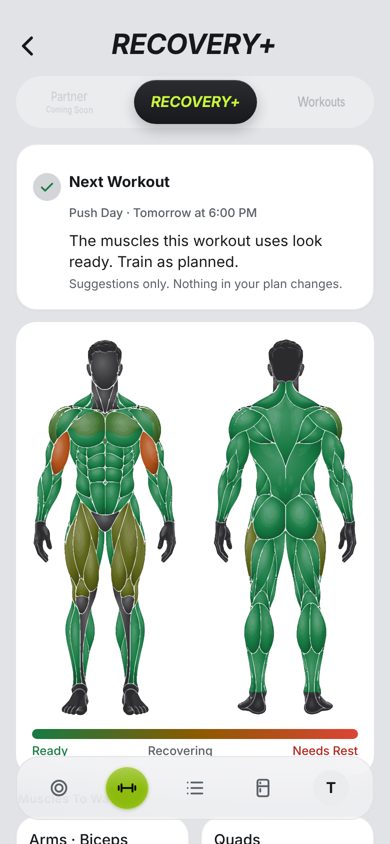 RECOVERY+
Partner
Coming Soon
RECOVERY+
Workouts
Next Workout
Push Day · Tomorrow at 6:00 PM
The muscles this workout uses look
ready. Train as planned.
Suggestions only. Nothing in your plan changes.
Ready
Recovering
Needs Rest
T
Muscles To
Arms · Biceps
Quads